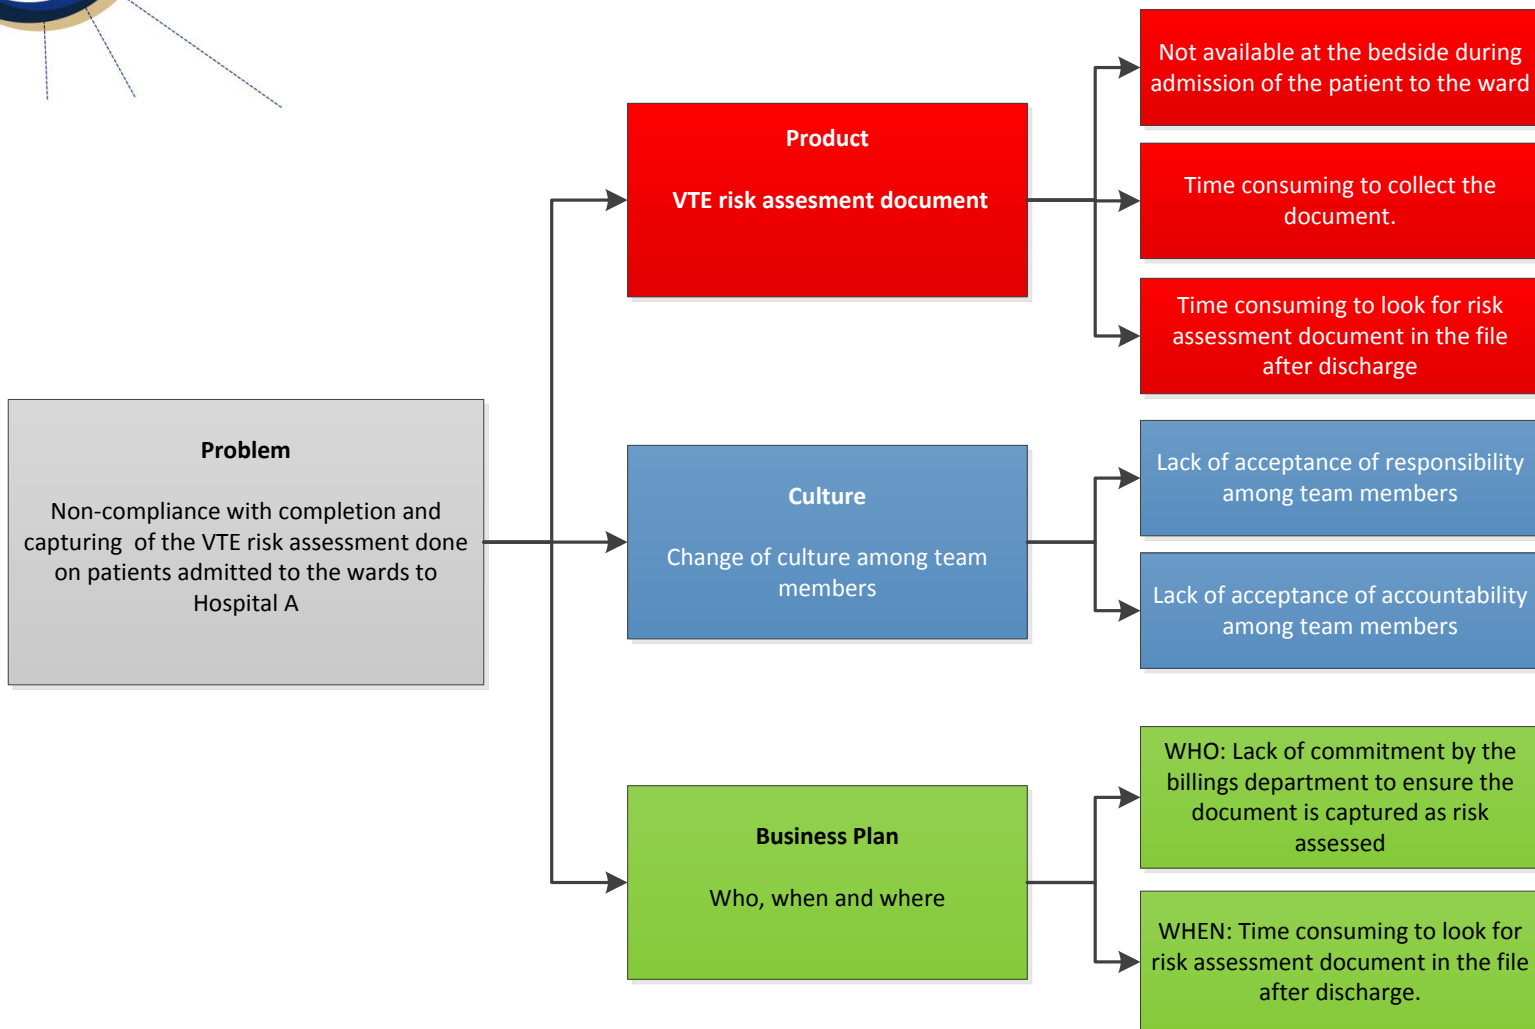 Problem
Non-compliance with completion and
capturing  of the VTE risk assessment done
on patients admitted to the wards to
Hospital A
Product
VTE risk assesment document
Not available at the bedside during
admission of the patient to the ward
Time consuming to collect the
document.
Time consuming to look for risk
assessment document in the file
after discharge
Culture
Change of culture among team
members
Lack of acceptance of responsibility
among team members
Lack of acceptance of accountability
among team members
Business Plan
Who, when and where
WHO: Lack of commitment by the
billings department to ensure the
document is captured as risk
assessed
WHEN: Time consuming to look for
risk assessment document in the file
after discharge.